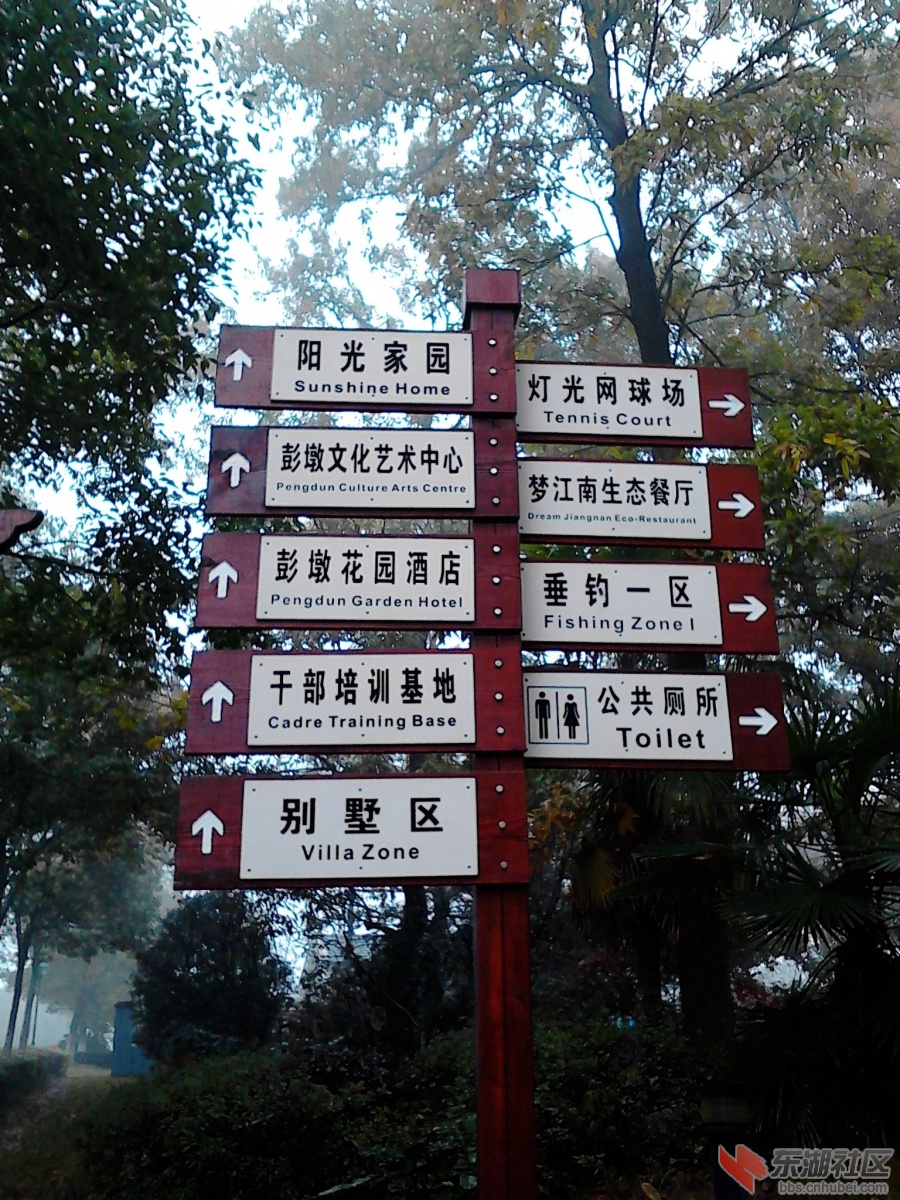 阳光家园
Sunshine Home
彭墩文化艺术中心
Pengdun Culture Arts Centre
彭墩花园酒店
Pengdun Garden Hotel
干部培训基地
Cadre Training Base
别墅区
Villa Zone
灯光网球场
Tennis Court
梦江南生态餐厅
Dream Jiangnan Eco-Restaurant
垂钓一区
Fishing Zone I
公共厕所
Toilet
东湖社区
bbs.cnhubei.com